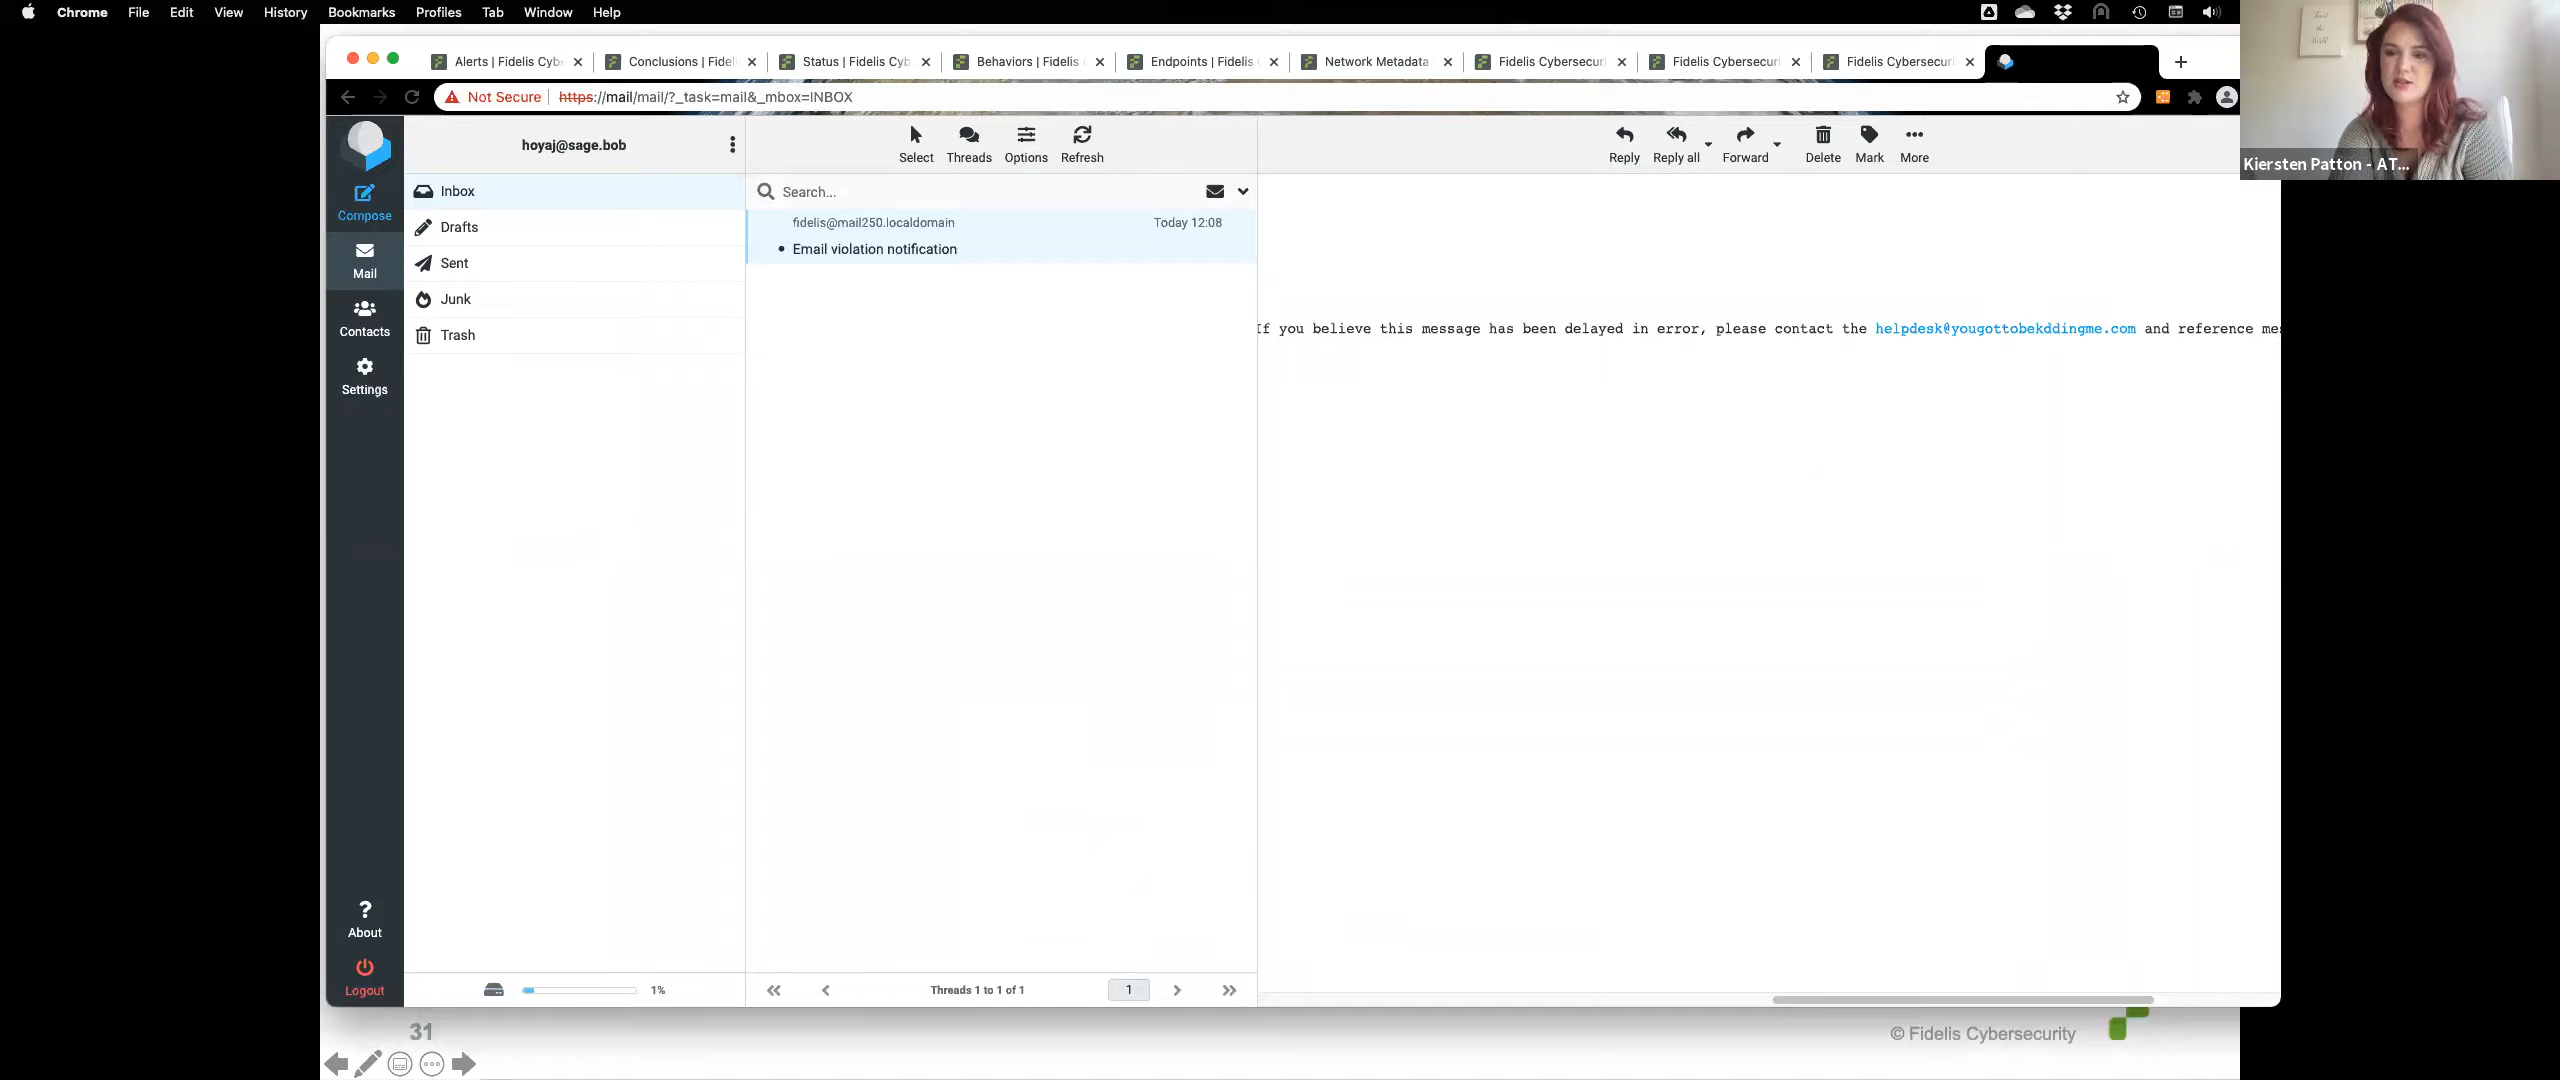 Chrome File Edit View History Bookmarks Profiles Tab Window Help
Alerts | Fidelis Cyb
Conclusions | Fidel
Status | Fidelis Cyb
Behaviors | Fidelis
Endpoints | Fidelis
Network Metadata
Fidelis Cybersecuri
Fidelis Cybersecuri
Fidelis Cybersecuri
Not Secure https://mail/mail/?_task=mail&_mbox=INBOX
Kiersten Patton - AT...
hoyaj@sage.bob
Select Threads Options Refresh
Reply Reply all Forward Delete Mark More
Compose
Mail
Contacts
Settings
About
Logout
Inbox
Drafts
Sent
Junk
Trash
1%
Search...
fidelis@mail250.localdomain Today 12:08
Email violation notification
Threads 1 to 1 of 1 1
If you believe this message has been delayed in error, please contact the helpdesk@yougottobekddingme.com and reference mes
31
© Fidelis Cybersecurity